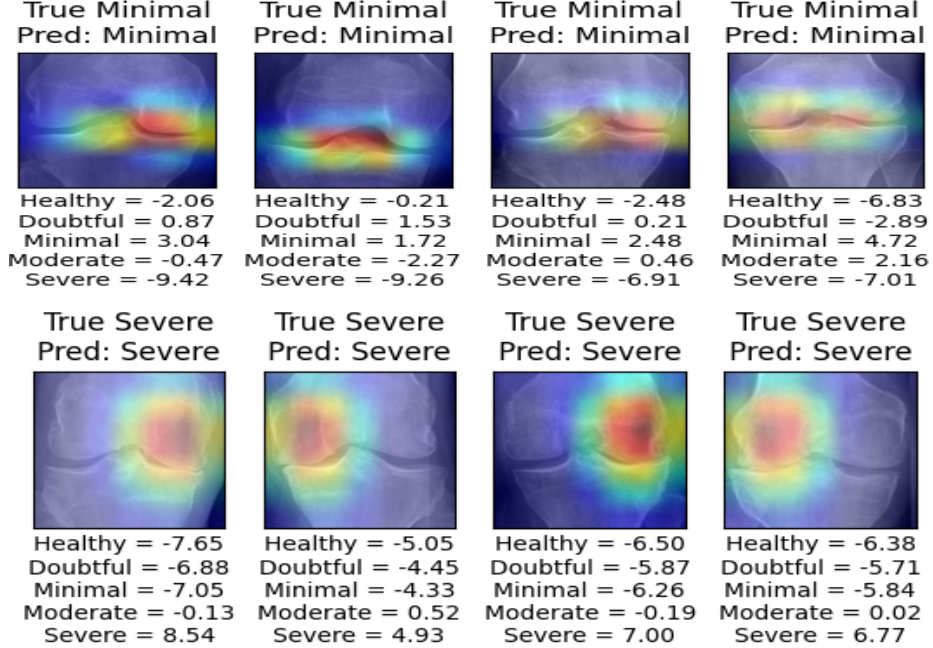 True Minimal
Pred: Minimal
True Minimal
Pred: Minimal
True Minimal
Pred: Minimal
True Minimal
Pred: Minimal
Healthy = -2.06
Doubtful = 0.87
Minimal = 3.04
Moderate = -0.47
Severe = -9.42
Healthy = -0.21
Doubtful = 1.53
Minimal = 1.72
Moderate = -2.27
Severe = -9.26
Healthy = -2.48
Doubtful = 0.21
Minimal = 2.48
Moderate = 0.46
Severe = -6.91
Healthy = -6.83
Doubtful = -2.89
Minimal = 4.72
Moderate = 2.16
Severe = -7.01
True Severe
Pred: Severe
True Severe
Pred: Severe
True Severe
Pred: Severe
True Severe
Pred: Severe
Healthy = -7.65
Doubtful = -6.88
Minimal = -7.05
Moderate = -0.13
Severe = 8.54
Healthy = -5.05
Doubtful = -4.45
Minimal = -4.33
Moderate = 0.52
Severe = 4.93
Healthy = -6.50
Doubtful = -5.87
Minimal = -6.26
Moderate = -0.19
Severe = 7.00
Healthy = -6.38
Doubtful = -5.71
Minimal = -5.84
Moderate = 0.02
Severe = 6.77